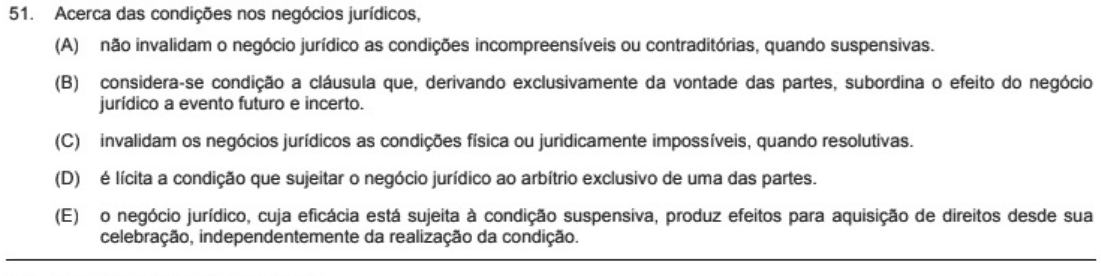 51. Acerca das condições nos negócios jurídicos,
(A) não invalidam o negócio jurídico as condições incompreensíveis ou contraditórias, quando suspensivas.
(B) considera-se condição a cláusula que, derivando exclusivamente da vontade das partes, subordina o efeito do negócio
jurídico a evento futuro e incerto.
(C) invalidam os negócios jurídicos as condições física ou juridicamente impossíveis, quando resolutivas.
(D) é lícita a condição que sujeitar o negócio jurídico ao arbítrio exclusivo de uma das partes.
(E) o negócio jurídico, cuja eficácia está sujeita à condição suspensiva, produz efeitos para aquisição de direitos desde sua
celebração, independentemente da realização da condição.